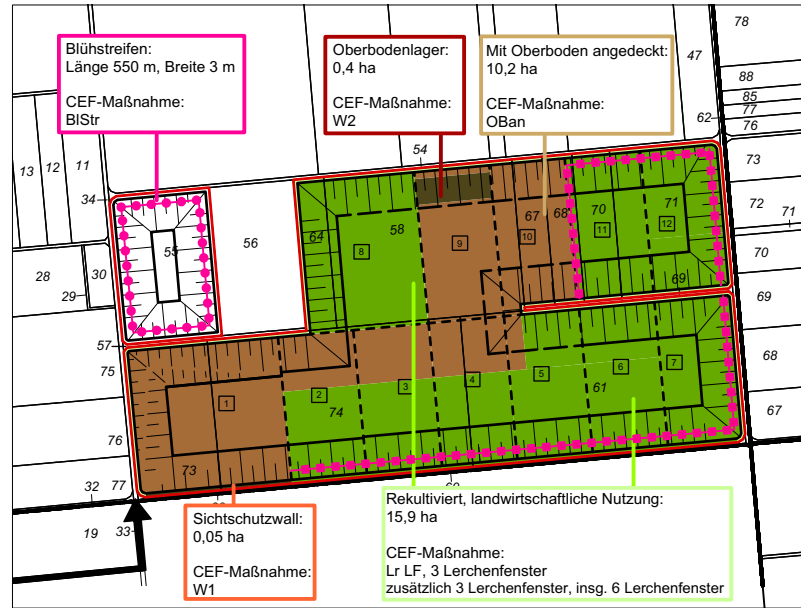 Blühstreifen:
Länge 550 m, Breite 3 m
CEF-Maßnahme:
BlStr
Oberbodenlager:
0,4 ha
CEF-Maßnahme:
W2
Mit Oberboden angedeckt:
10,2 ha
CEF-Maßnahme:
OBan
78
47
88
85
77
76
62
13
12
11
54
73
34
72
71
70
28
29
30
55
56
64
58
8
9
67
10
68
70
11
71
12
69
69
57
75
68
1
2
3
4
5
6
7
61
74
67
76
73
32
77
19
33
Sichtschutzwall:
0,05 ha
CEF-Maßnahme:
W1
Rekultiviert, landwirtschaftliche Nutzung:
15,9 ha
CEF-Maßnahme:
Lr LF, 3 Lerchenfenster
zusätzlich 3 Lerchenfenster, insg. 6 Lerchenfenster